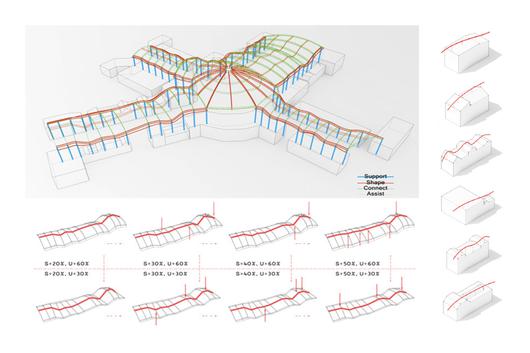 Support
Shape
Connect
Assist
S=20%, U=60%
S=30%, U=60%
S=40%, U=60%
S=50%, U=60%
S=20%, U=30%
S=30%, U=30%
S=40%, U=30%
S=50%, U=30%